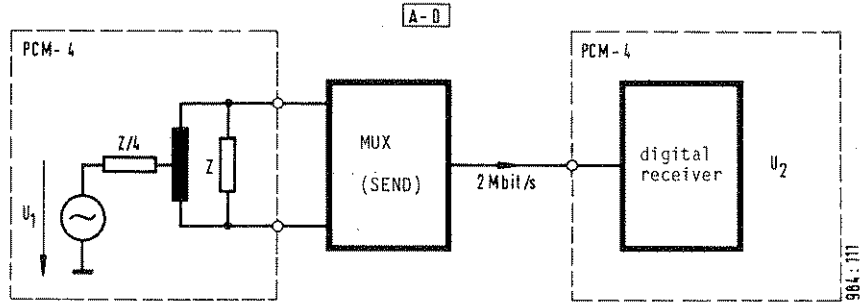 A-D
PCM-4
Z/4
Z
U1
MUX
(SEND)
2 Mbit/s
PCM-4
digital
receiver
U2
984-111